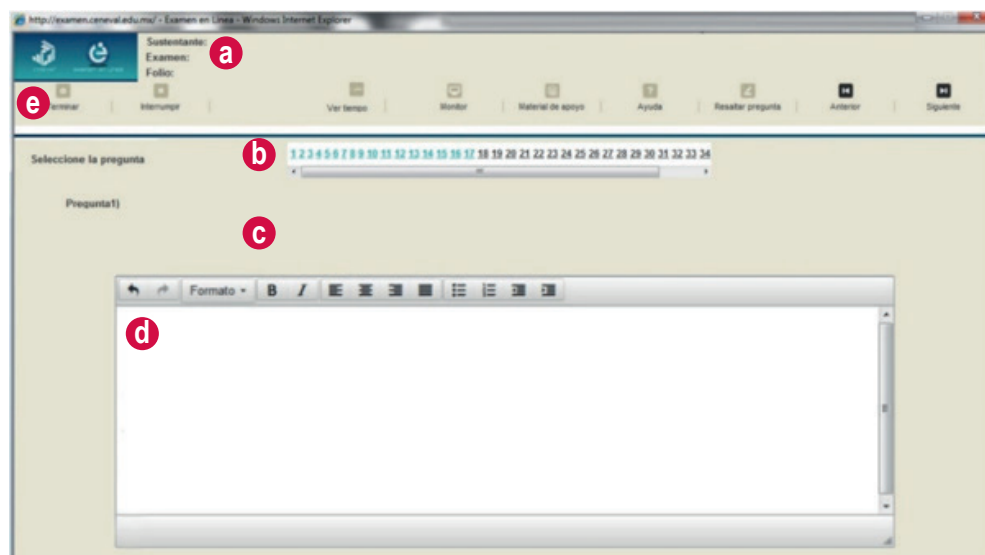 http://examen.ceneval.edu.mx/ - Examen en Linea - Windows Internet Explorer
Sustentante:
a
Examen:
Folio:
e
Terminar
Interrumpir
Ver tiempo
Monitor
Material de apoyo
Ayuda
Resaltar pregunta
Anterior
Siguiente
Seleccione la pregunta
b
1 2 3 4 5 6 7 8 9 10 11 12 13 14 15 16 17 18 19 20 21 22 23 24 25 26 27 28 29 30 31 32 33 34
Pregunta1)
c
Formato
B I
d